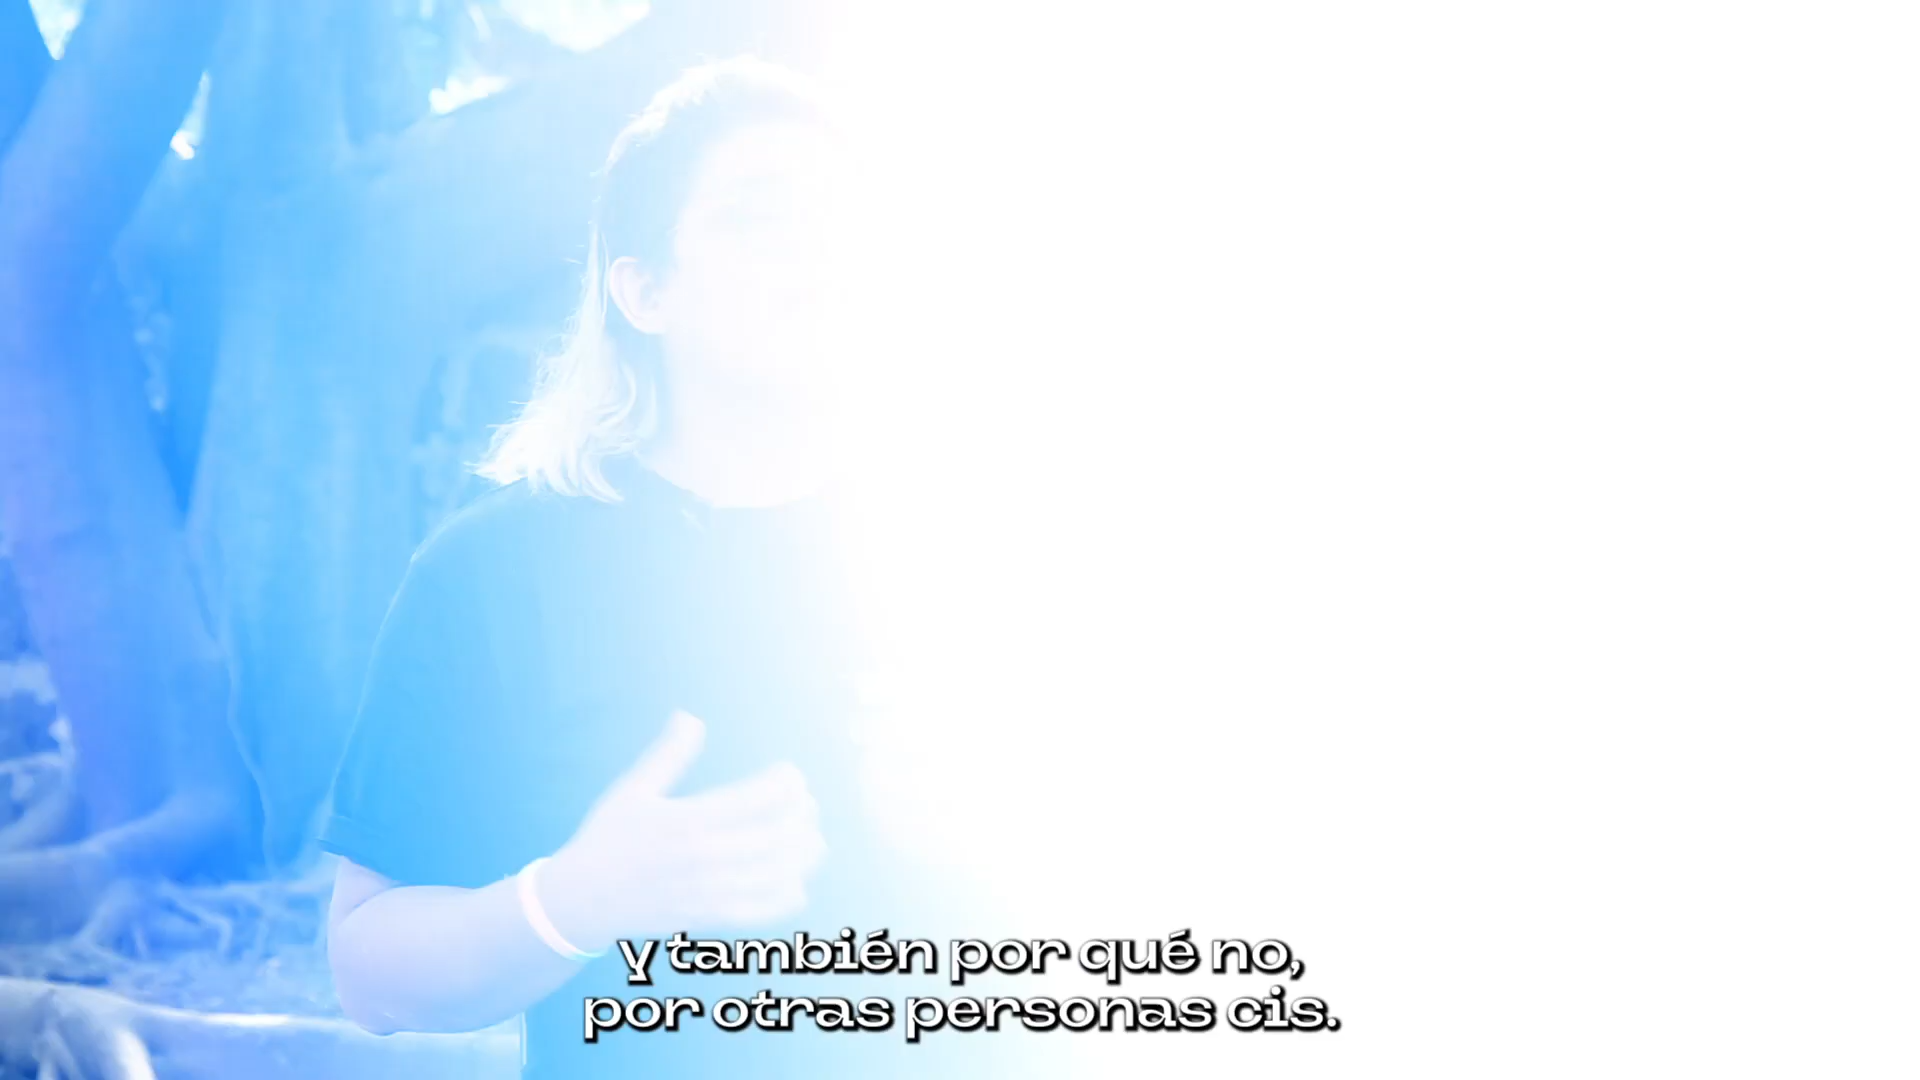 y también por qué no,
por otras personas cis.